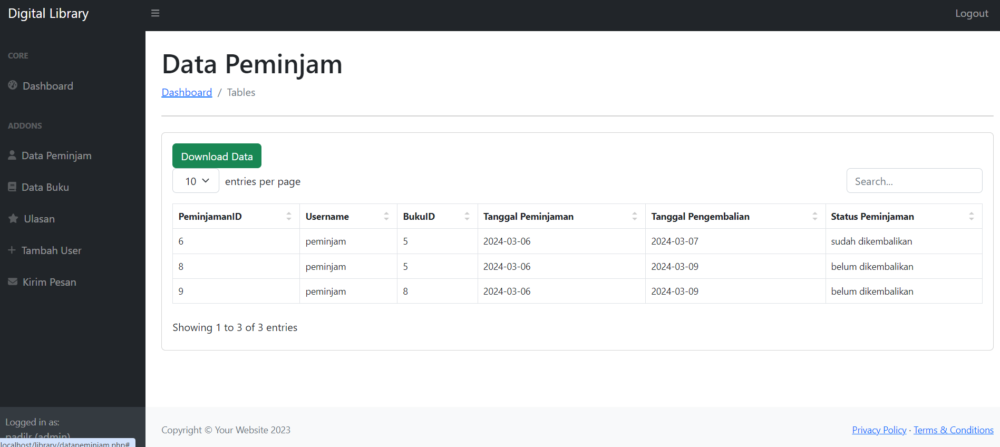 Digital Library
Logout
CORE
Dashboard
ADDONS
Data Peminjam
Data Buku
Ulasan
Tambah User
Kirim Pesan
Logged in as:
padilr (admin)
localhost/library/datapeminjam.php#
Data Peminjam
Dashboard / Tables
Download Data
10 entries per page
Search...
PeminjamanID Username BukuID Tanggal Peminjaman Tanggal Pengembalian Status Peminjaman
6 peminjam 5 2024-03-06 2024-03-07 sudah dikembalikan
8 peminjam 5 2024-03-06 2024-03-09 belum dikembalikan
9 peminjam 8 2024-03-06 2024-03-09 belum dikembalikan
Showing 1 to 3 of 3 entries
Copyright © Your Website 2023
Privacy Policy · Terms & Conditions